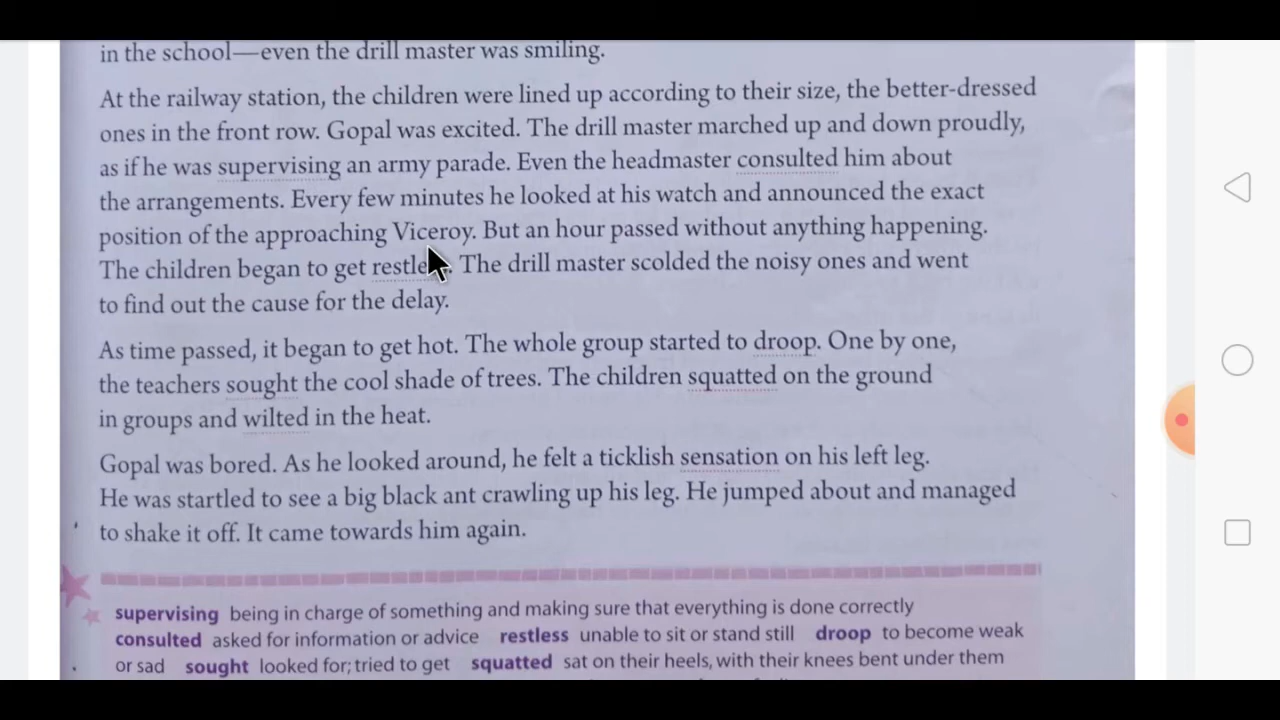 in the school—even the drill master was smiling.
At the railway station, the children were lined up according to their size, the better-dressed
ones in the front row. Gopal was excited. The drill master marched up and down proudly,
as if he was supervising an army parade. Even the headmaster consulted him about
the arrangements. Every few minutes he looked at his watch and announced the exact
position of the approaching Viceroy. But an hour passed without anything happening.
The children began to get The drill master scolded the noisy ones and went
to find out the cause for the delay.
As time passed, it began to get hot. The whole group started to droop. One by one,
the teachers sought the cool shade of trees. The children squatted on the ground
in groups and wilted in the heat.
Gopal was bored. As he looked around, he felt a ticklish sensation on his left leg.
He was startled to see a big black ant crawling up his leg. He jumped about and managed
to shake it off. It came towards him again.
supervising being in charge of something and making sure that everything is done correctly
consulted asked for information or advice restless unable to sit or stand still droop to become weak
or sad sought looked for; tried to get squatted sat on their heels, with their knees bent under them